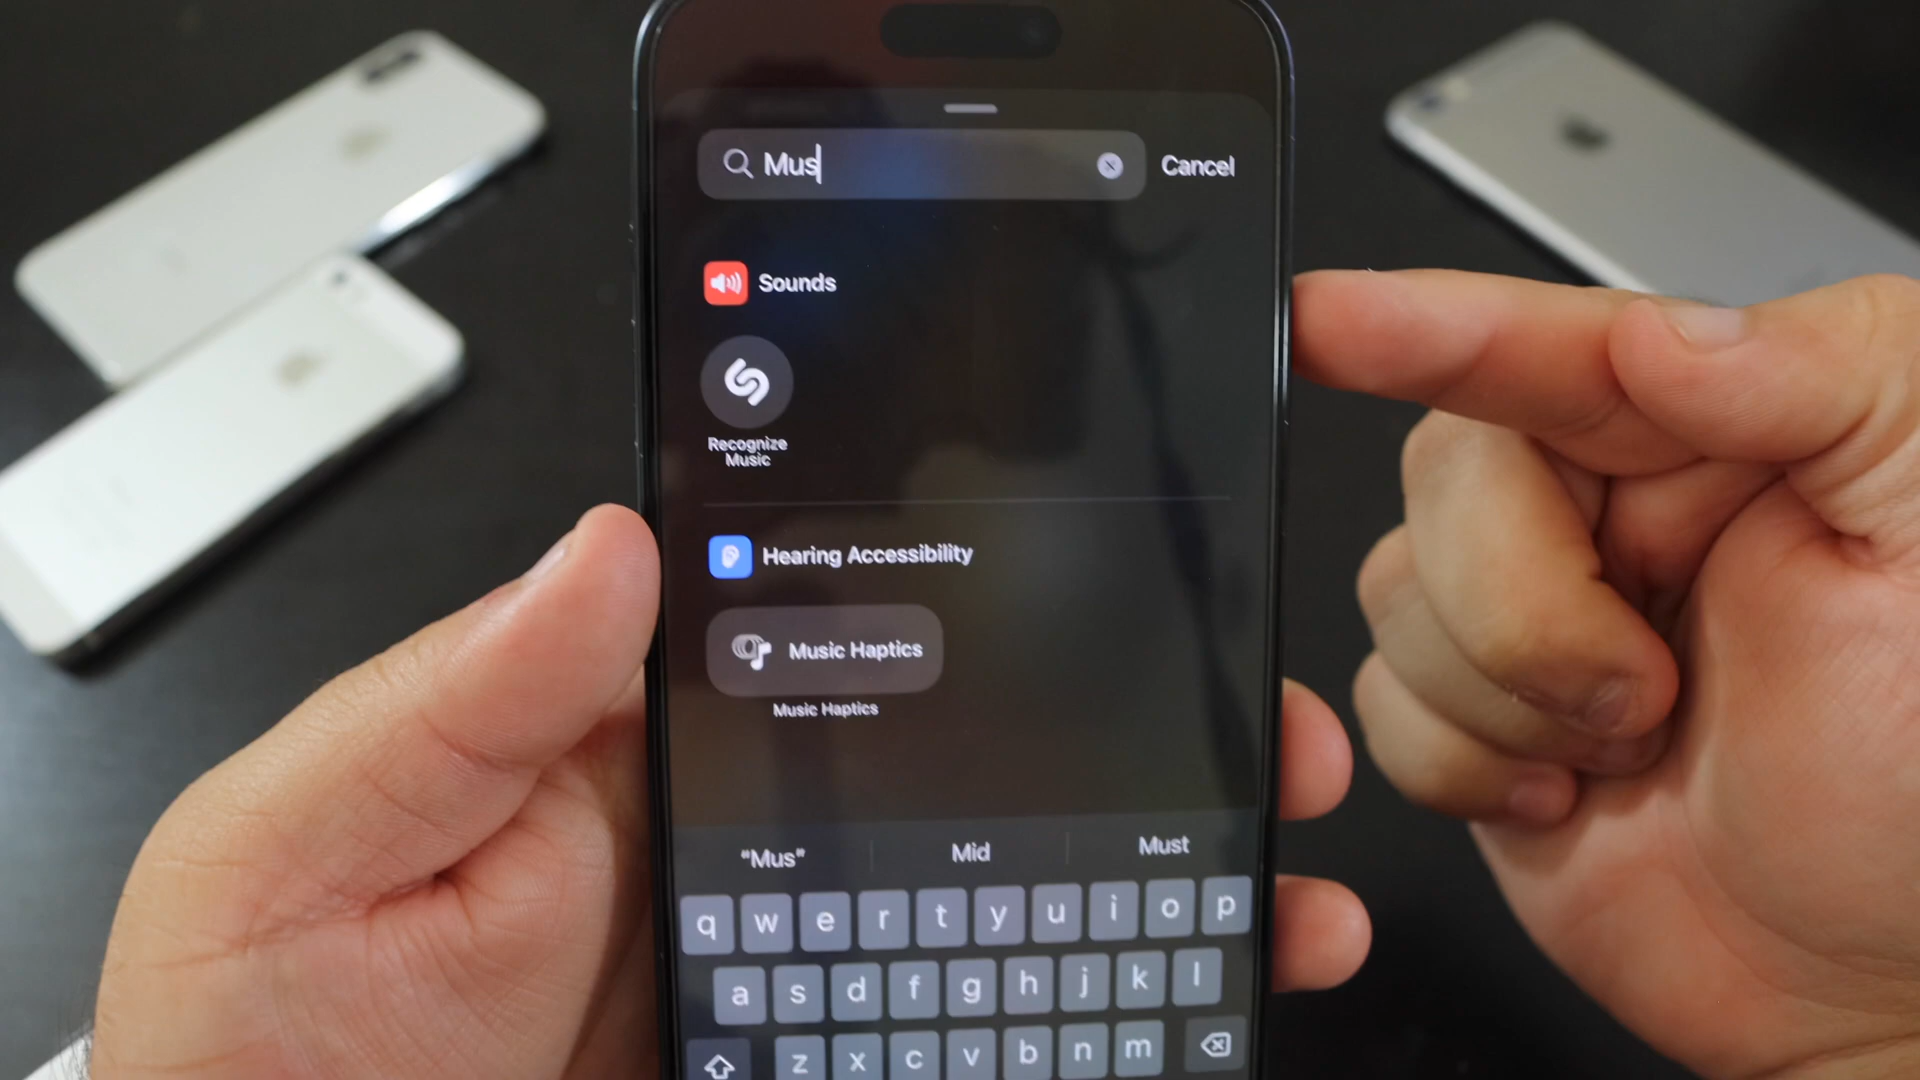 Mus
Cancel
Sounds
Recognize
Music
Hearing Accessibility
Music Haptics
Music Haptics
“Mus” Mid Must
q w e r t y u i o p
a s d f g h j k l
z x c v b n m